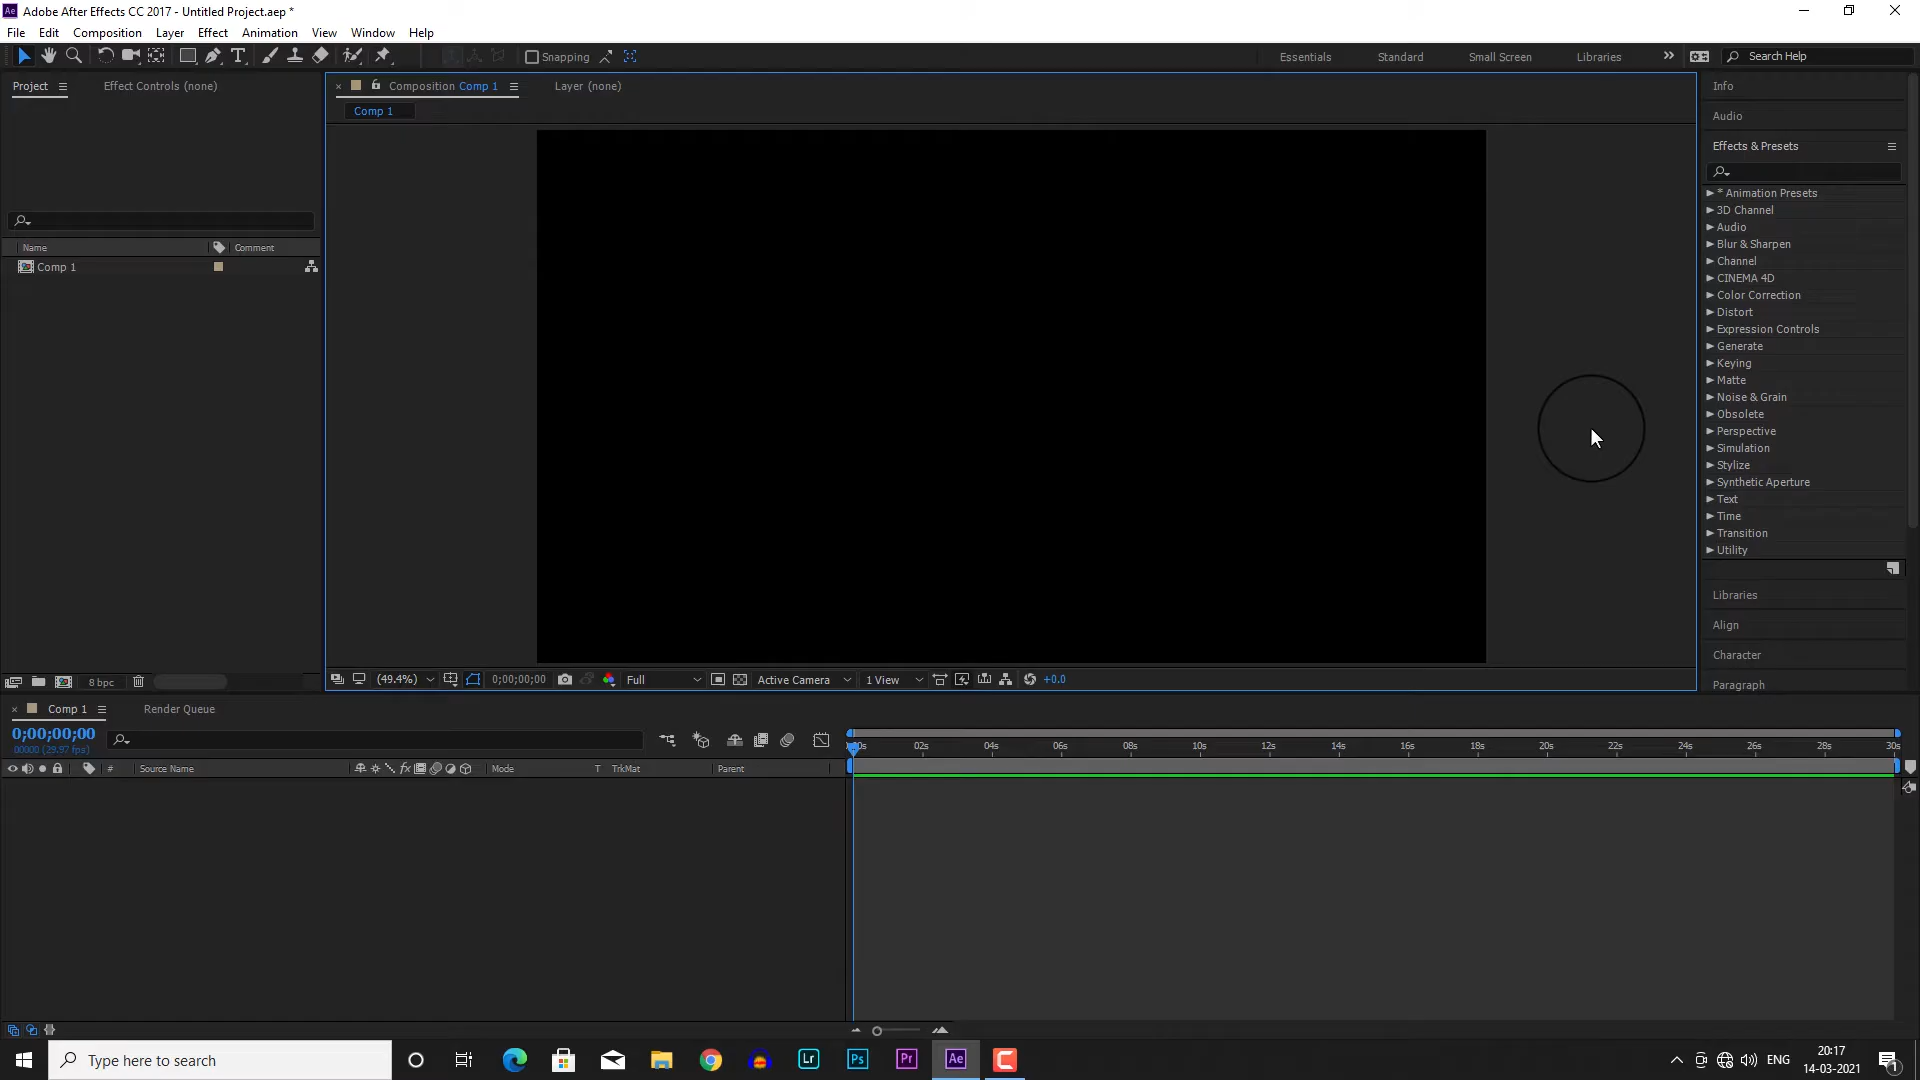 Adobe After Effects CC 2017 - Untitled Project.aep *
File Edit Composition Layer Effect Animation View Window Help
Snapping
Essentials Standard Small Screen Libraries Search Help
Project Effect Controls (none)
Composition Comp 1 Layer (none)
Comp 1
Name Comment
Comp 1
8 bpc
(49.4%) 0;00;00;00 Full Active Camera 1 View +0.0
Info
Audio
Effects & Presets
* Animation Presets
3D Channel
Audio
Blur & Sharpen
Channel
CINEMA 4D
Color Correction
Distort
Expression Controls
Generate
Keying
Matte
Noise & Grain
Obsolete
Perspective
Simulation
Stylize
Synthetic Aperture
Text
Time
Transition
Utility
Libraries
Align
Character
Paragraph
Comp 1 Render Queue
0;00;00;00
00000 (29.97 fps)
02s 04s 06s 08s 10s 12s 14s 16s 18s 20s 22s 24s 26s 28s 30s
# Source Name fx Mode T TrkMat Parent
Type here to search
Lr Ps Pr Ae
ENG
20:17
14-03-2021
1